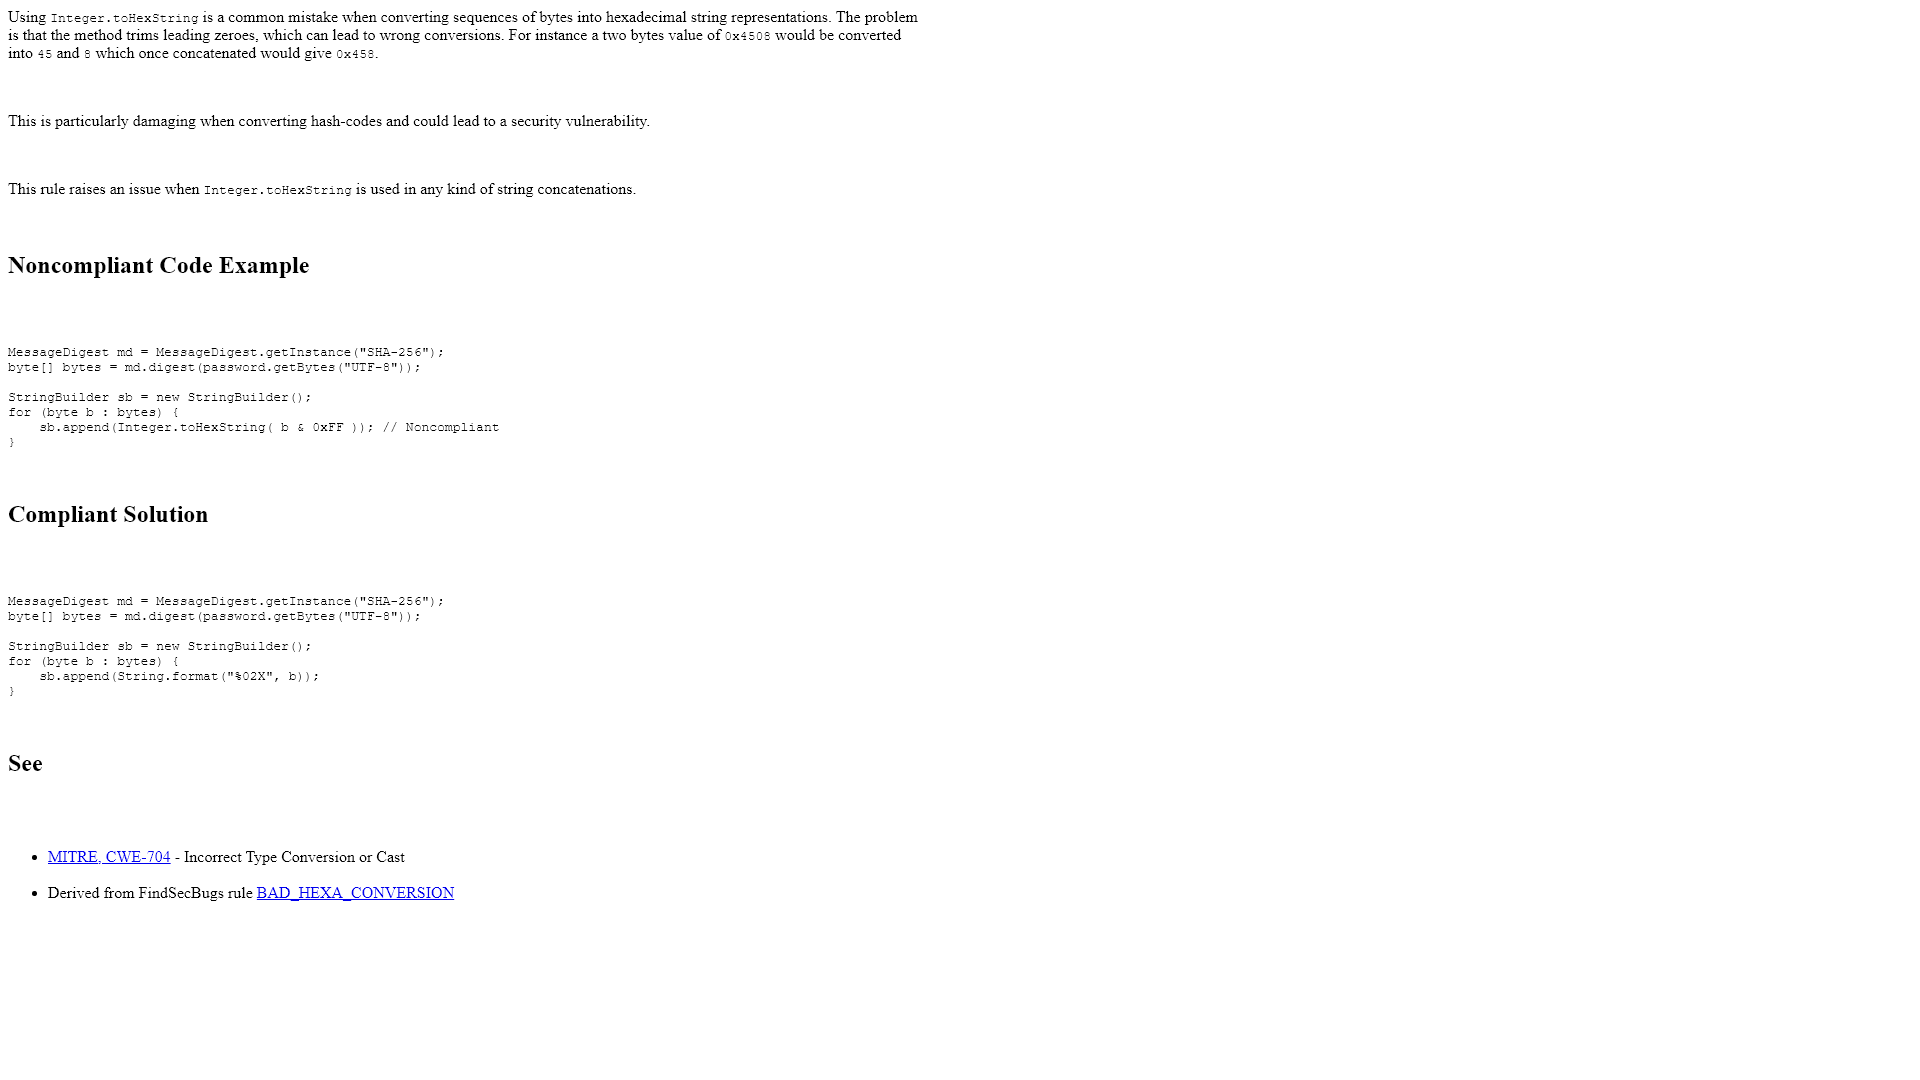 Using Integer.toHexString is a common mistake when converting sequences of bytes into hexadecimal string representations. The problem
is that the method trims leading zeroes, which can lead to wrong conversions. For instance a two bytes value of 0x4508 would be converted
into 45 and 8 which once concatenated would give 0x458.
This is particularly damaging when converting hash-codes and could lead to a security vulnerability.
This rule raises an issue when Integer.toHexString is used in any kind of string concatenations.
Noncompliant Code Example
MessageDigest md = MessageDigest.getInstance("SHA-256");
byte[] bytes = md.digest(password.getBytes("UTF-8"));
StringBuilder sb = new StringBuilder();
for (byte b : bytes) {
    sb.append(Integer.toHexString( b & 0xFF )); // Noncompliant
}
Compliant Solution
MessageDigest md = MessageDigest.getInstance("SHA-256");
byte[] bytes = md.digest(password.getBytes("UTF-8"));
StringBuilder sb = new StringBuilder();
for (byte b : bytes) {
    sb.append(String.format("%02X", b));
}
See
• MITRE, CWE-704 - Incorrect Type Conversion or Cast
• Derived from FindSecBugs rule BAD_HEXA_CONVERSION